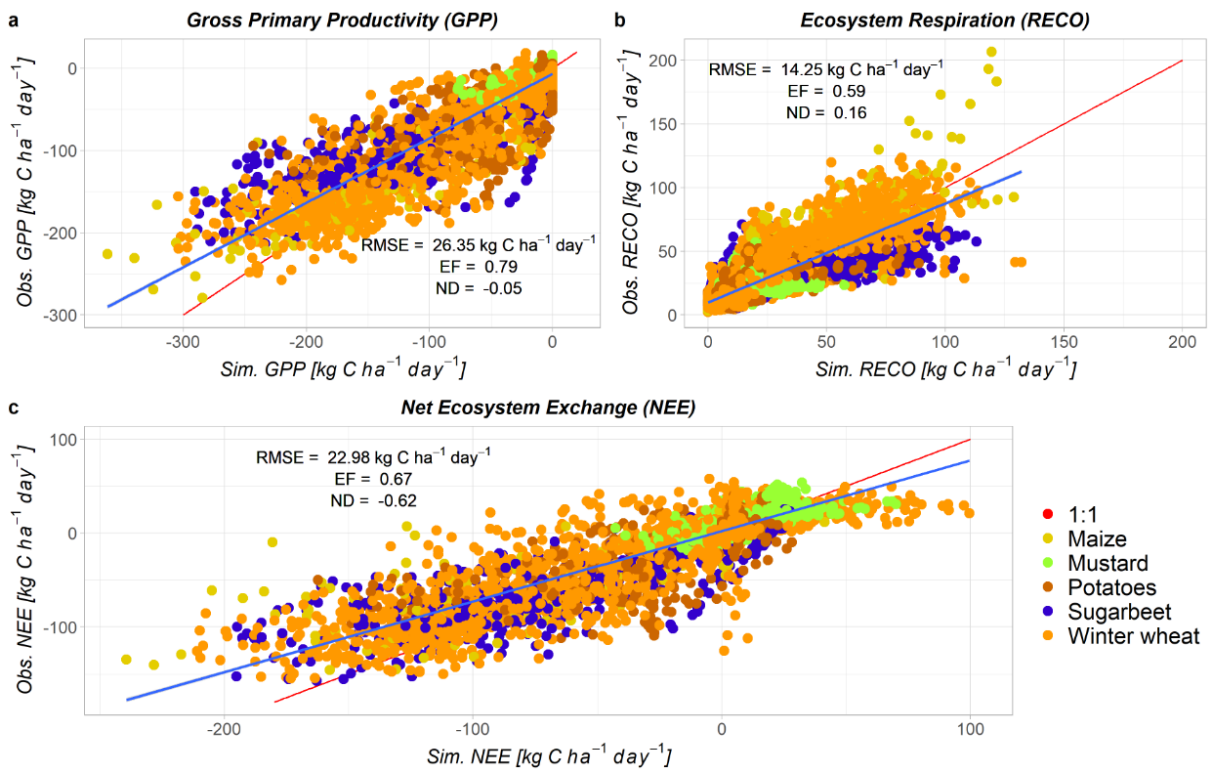 a
Gross Primary Productivity (GPP)
Obs. GPP [kg C ha⁻¹ day⁻¹]
0
-100
-200
-300
RMSE = 26.35 kg C ha⁻¹ day⁻¹
EF = 0.79
ND = -0.05
-300
-200
-100
0
Sim. GPP [kg C ha⁻¹ day⁻¹]
b
Ecosystem Respiration (RECO)
Obs. RECO [kg C ha⁻¹ day⁻¹]
200
150
100
50
0
RMSE = 14.25 kg C ha⁻¹ day⁻¹
EF = 0.59
ND = 0.16
0
50
100
150
200
Sim. RECO [kg C ha⁻¹ day⁻¹]
c
Net Ecosystem Exchange (NEE)
Obs. NEE [kg C ha⁻¹ day⁻¹]
100
0
-100
RMSE = 22.98 kg C ha⁻¹ day⁻¹
EF = 0.67
ND = -0.62
-200
-100
0
100
Sim. NEE [kg C ha⁻¹ day⁻¹]
1:1
Maize
Mustard
Potatoes
Sugarbeet
Winter wheat